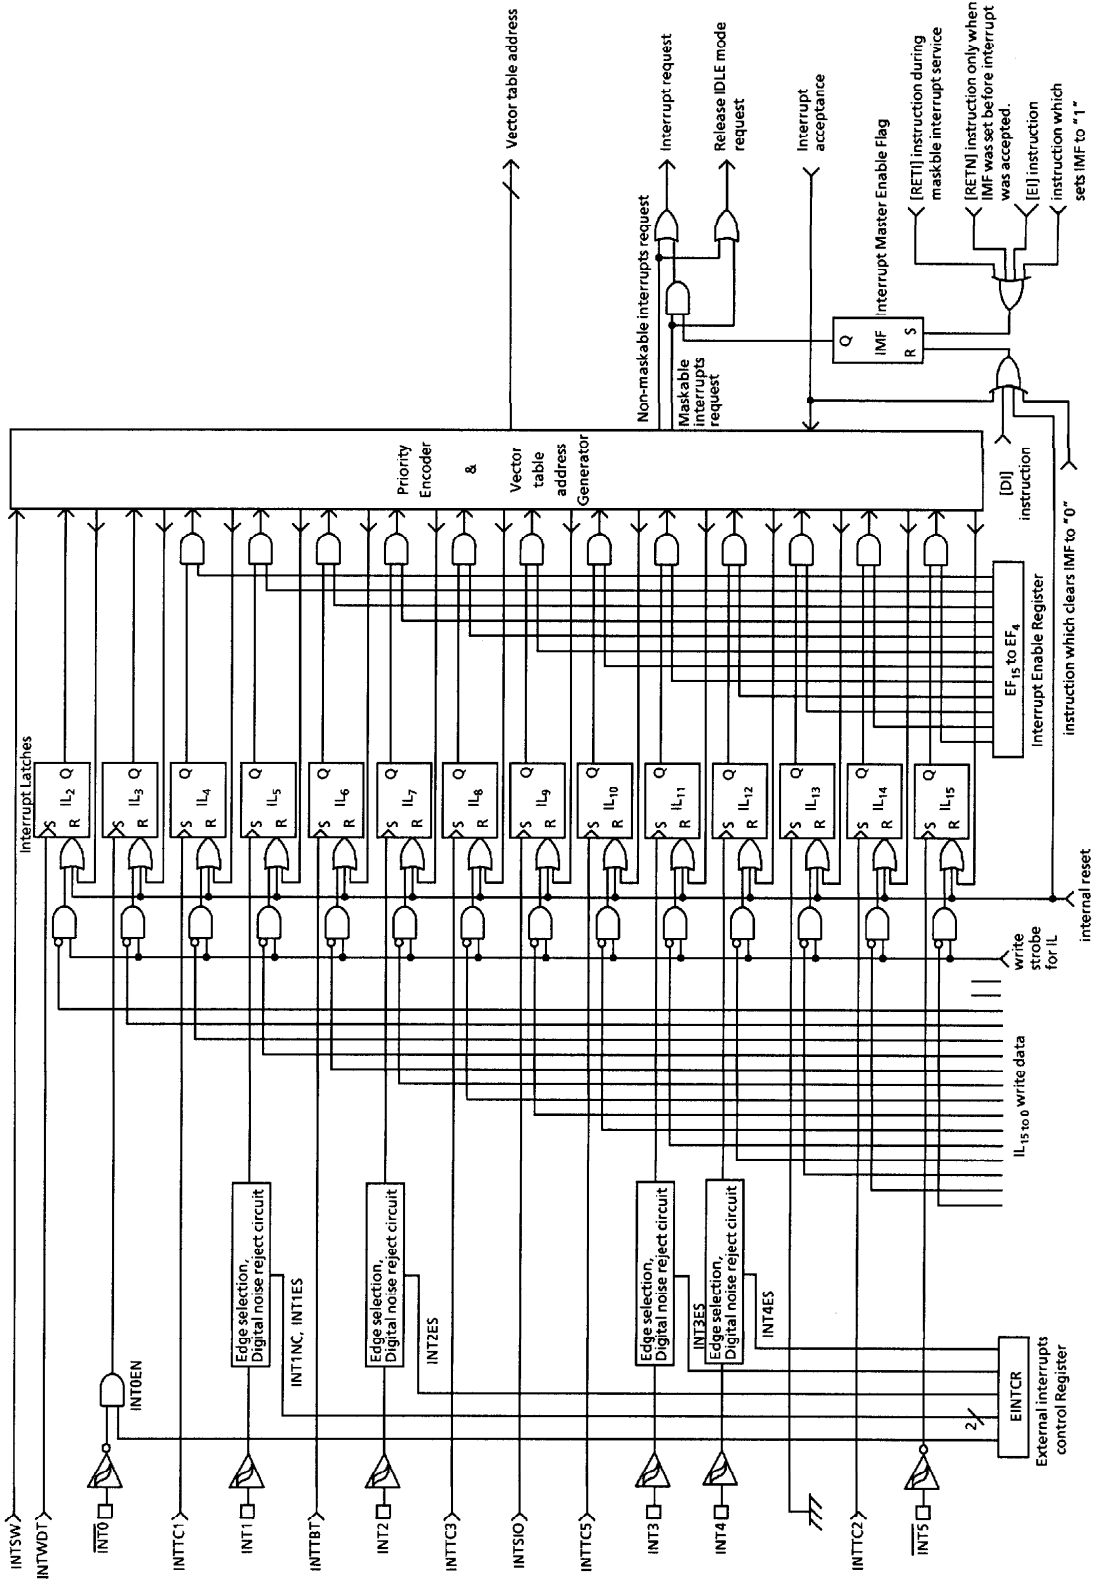 INTSW
INTWDT
INT0
INTTC1
INT1
INTTBT
INT2
INTTC3
INTSIO
INTTC5
INT3
INT4
INTTC2
INT5
INT0EN
Edge selection,
Digital noise reject circuit
INT1NC, INT1ES
Edge selection,
Digital noise reject circuit
INT2ES
Edge selection,
Digital noise reject circuit
INT3ES
Edge selection,
Digital noise reject circuit
INT4ES
2
EINTCR
External interrupts
control Register
IL15 to 0 write data
write
strobe
for IL
internal reset
Interrupt Latches
S
R
Q
IL2
S
R
Q
IL3
S
R
Q
IL4
S
R
Q
IL5
S
R
Q
IL6
S
R
Q
IL7
S
R
Q
IL8
S
R
Q
IL9
S
R
Q
IL10
S
R
Q
IL11
S
R
Q
IL12
S
R
Q
IL13
S
R
Q
IL14
S
R
Q
IL15
EF15 to EF4
Interrupt Enable Register
instruction which clears IMF to "0"
Priority
Encoder
&
Vector
table
address
Generator
[DI]
instruction
Vector table address
Non-maskable interrupts request
Maskable
interrupts
request
Interrupt request
Release IDLE mode
request
Interrupt
acceptance
Q
IMF
R S
Interrupt Master Enable Flag
[RETI] instruction during
maskble interrupt service
[RETN] instruction only when
IMF was set before interrupt
was accepted.
[EI] instruction
instruction which
sets IMF to "1"